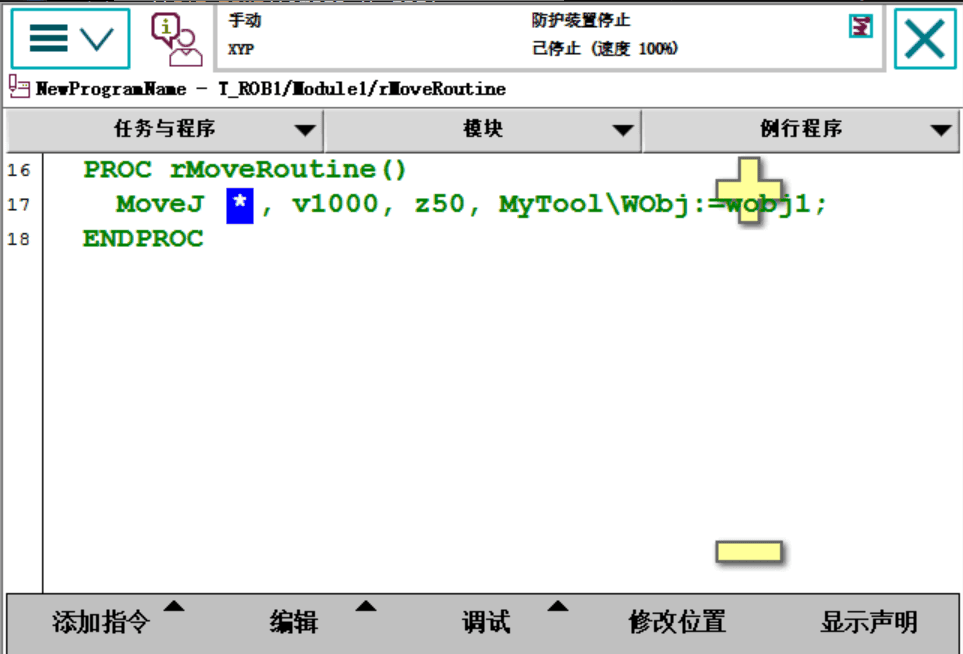 手动 防护装置停止
XYP 已停止 (速度 100%)
NewProgramName - T_ROB1/Module1/rMoveRoutine
任务与程序 模块 例行程序
16 PROC rMoveRoutine()
17 MoveJ *, v1000, z50, MyTool\WObj:=wobj1;
18 ENDPROC
添加指令 编辑 调试 修改位置 显示声明